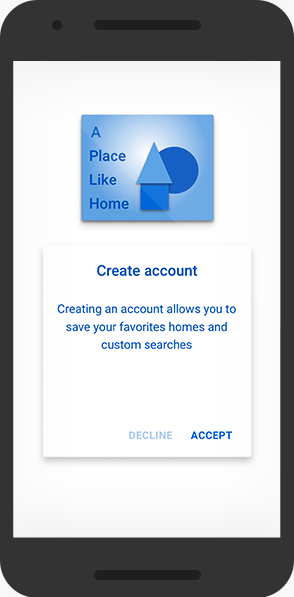 A
Place
Like
Home
Create account
Creating an account allows you to
save your favorites homes and
custom searches
DECLINE ACCEPT